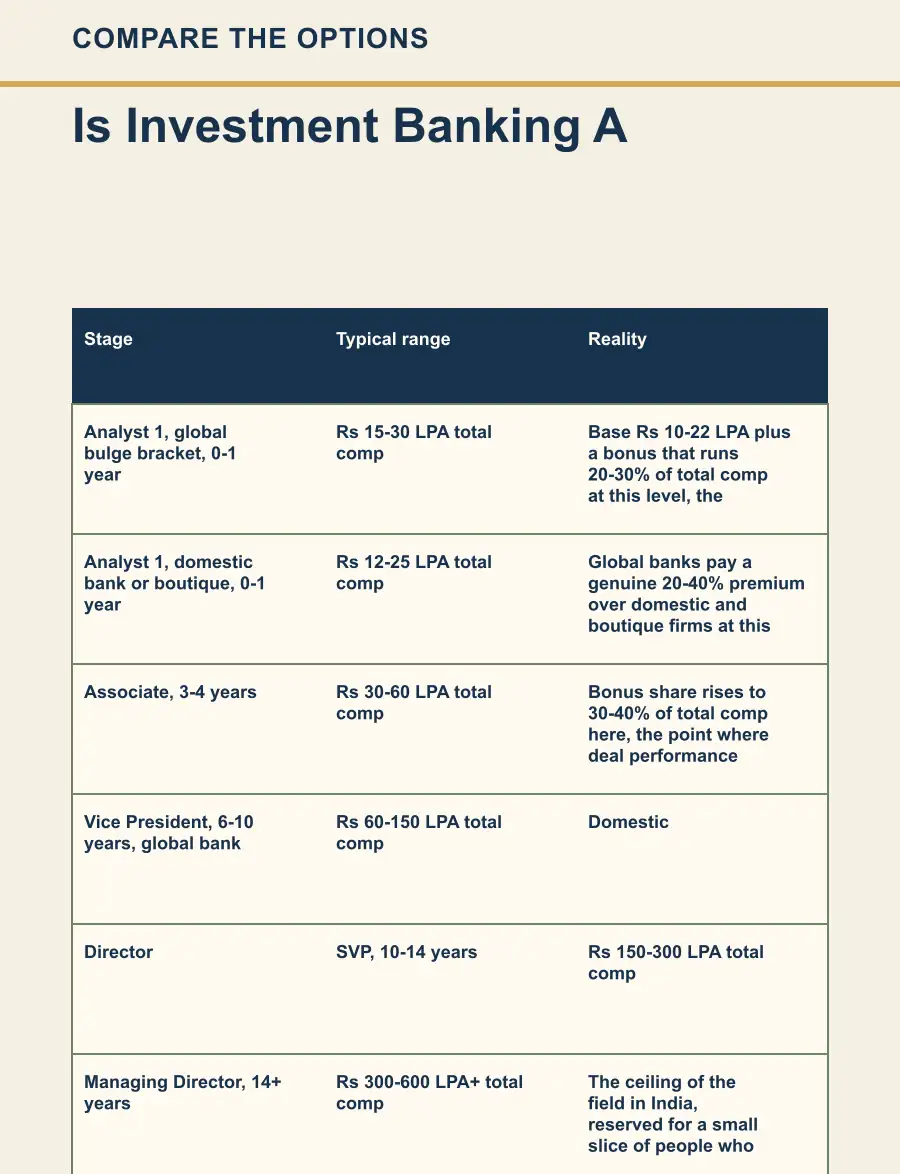 COMPARE THE OPTIONS
Is Investment Banking A
Stage
Typical range
Reality
Analyst 1, global
bulge bracket, 0-1
year
Rs 15-30 LPA total
comp
Base Rs 10-22 LPA plus
a bonus that runs
20-30% of total comp
at this level, the
Analyst 1, domestic
bank or boutique, 0-1
year
Rs 12-25 LPA total
comp
Global banks pay a
genuine 20-40% premium
over domestic and
boutique firms at this
Associate, 3-4 years
Rs 30-60 LPA total
comp
Bonus share rises to
30-40% of total comp
here, the point where
deal performance
Vice President, 6-10
years, global bank
Rs 60-150 LPA total
comp
Domestic
Director
SVP, 10-14 years
Rs 150-300 LPA total
comp
Managing Director, 14+
years
Rs 300-600 LPA+ total
comp
The ceiling of the
field in India,
reserved for a small
slice of people who